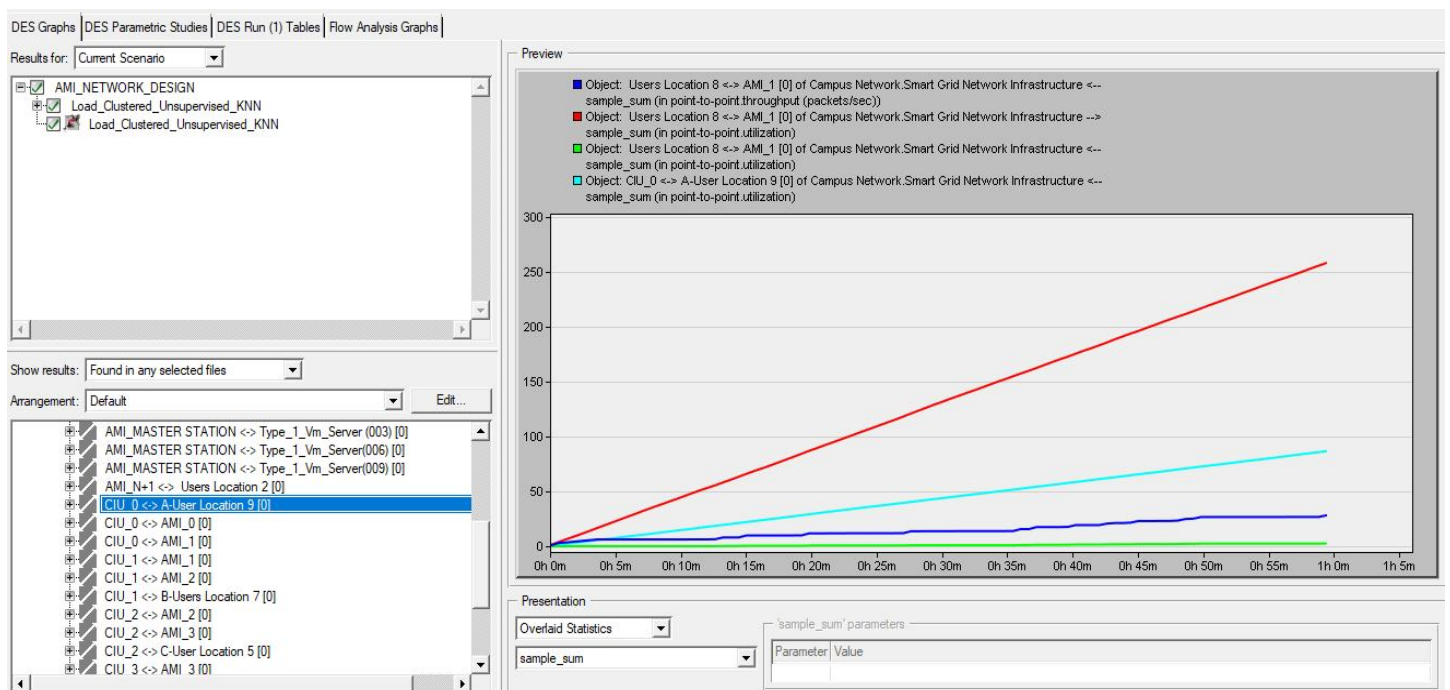 DES Graphs DES Parametric Studies DES Run (1) Tables Flow Analysis Graphs
Results for: Current Scenario
AMI_NETWORK_DESIGN
Load_Clustered_Unsupervised_KNN
Load_Clustered_Unsupervised_KNN
Show results: Found in any selected files
Arrangement: Default Edit...
AMI_MASTER STATION <-> Type_1_Vm_Server (003) [0]
AMI_MASTER STATION <-> Type_1_Vm_Server(006) [0]
AMI_MASTER STATION <-> Type_1_Vm_Server(009) [0]
AMI_N+1 <-> Users Location 2 [0]
CIU_0 <-> A-User Location 9 [0]
CIU_0 <-> AMI_0 [0]
CIU_0 <-> AMI_1 [0]
CIU_1 <-> AMI_1 [0]
CIU_1 <-> AMI_2 [0]
CIU_1 <-> B-Users Location 7 [0]
CIU_2 <-> AMI_2 [0]
CIU_2 <-> AMI_3 [0]
CIU_2 <-> C-User Location 5 [0]
CIU_3 <-> AMI_3 [0]
Preview
Object: Users Location 8 <-> AMI_1 [0] of Campus Network.Smart Grid Network Infrastructure <--
sample_sum (in point-to-point.throughput (packets/sec))
Object: Users Location 8 <-> AMI_1 [0] of Campus Network.Smart Grid Network Infrastructure -->
sample_sum (in point-to-point.utilization)
Object: Users Location 8 <-> AMI_1 [0] of Campus Network.Smart Grid Network Infrastructure <--
sample_sum (in point-to-point.utilization)
Object: CIU_0 <-> A-User Location 9 [0] of Campus Network.Smart Grid Network Infrastructure <--
sample_sum (in point-to-point.utilization)
300
250
200
150
100
50
0
0h 0m 0h 5m 0h 10m 0h 15m 0h 20m 0h 25m 0h 30m 0h 35m 0h 40m 0h 45m 0h 50m 0h 55m 1h 0m 1h 5m
Presentation
Overlaid Statistics
sample_sum
'sample_sum' parameters
Parameter Value